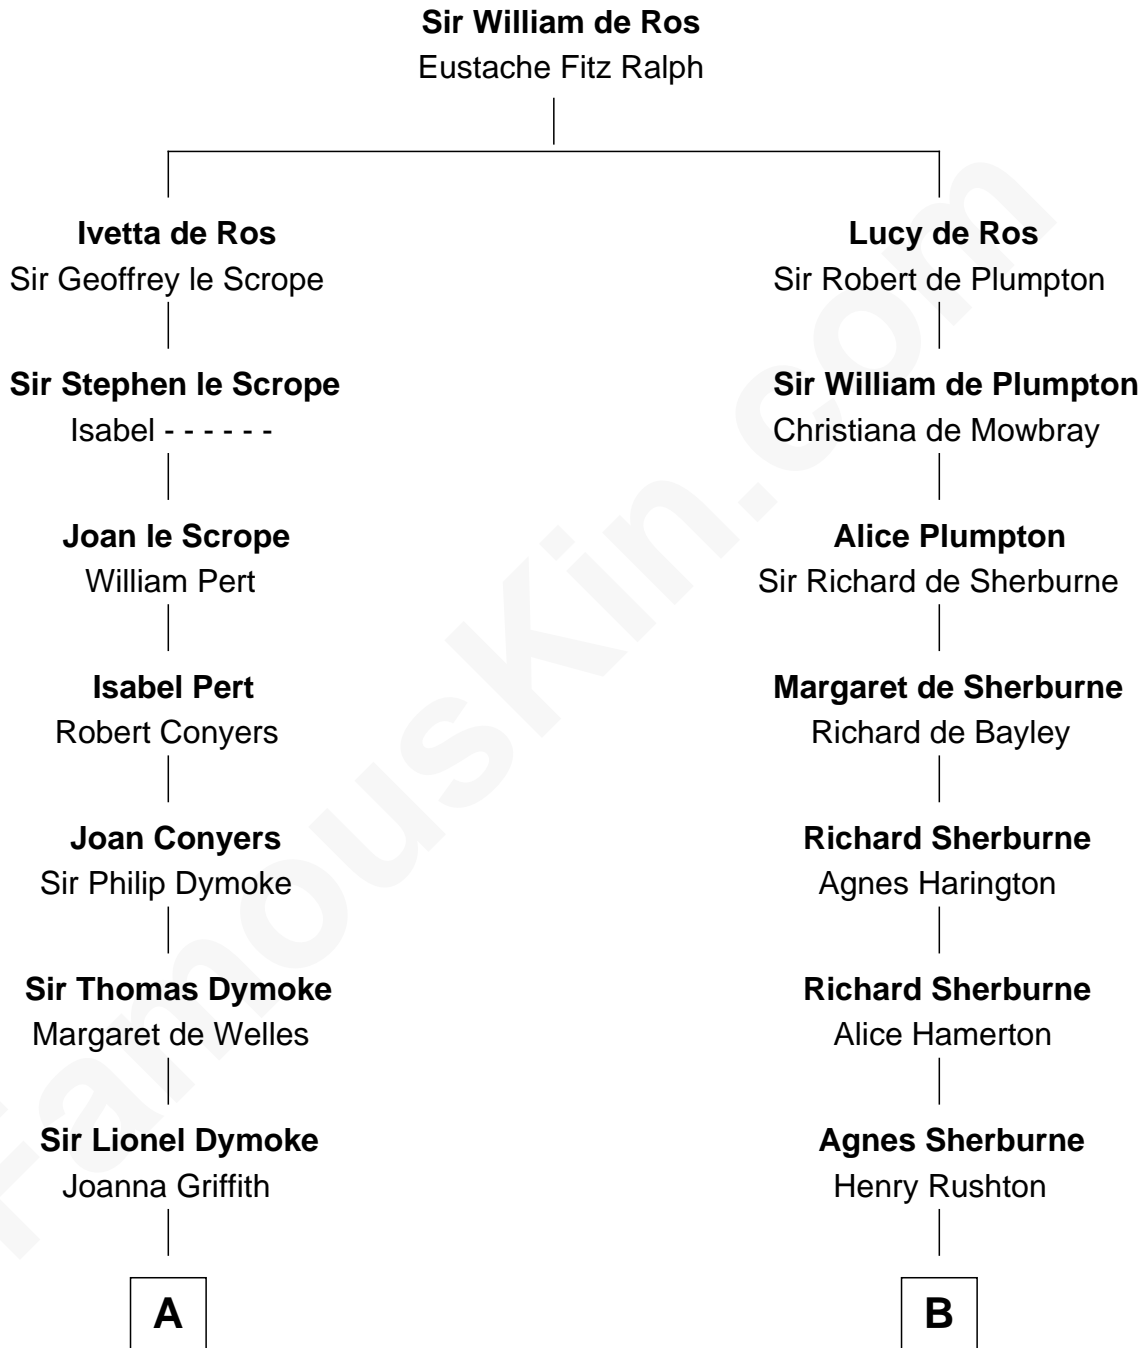 Sir William de Ros
Eustache Fitz Ralph
Ivetta de Ros
Sir Geoffrey le Scrope
Sir Stephen le Scrope
Isabel - - - - - -
Joan le Scrope
William Pert
Isabel Pert
Robert Conyers
Joan Conyers
Sir Philip Dymoke
Sir Thomas Dymoke
Margaret de Welles
Sir Lionel Dymoke
Joanna Griffith
A
Lucy de Ros
Sir Robert de Plumpton
Sir William de Plumpton
Christiana de Mowbray
Alice Plumpton
Sir Richard de Sherburne
Margaret de Sherburne
Richard de Bayley
Richard Sherburne
Agnes Harington
Richard Sherburne
Alice Hamerton
Agnes Sherburne
Henry Rushton
B
FamousKin.com